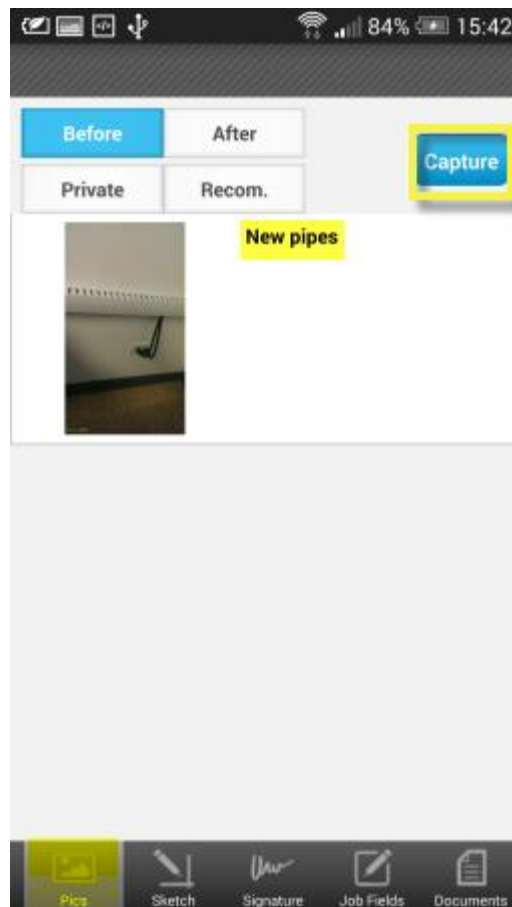 84% 15:42
Before After
Capture
Private Recom.
New pipes
Pics Sketch Signature Job Fields Documents